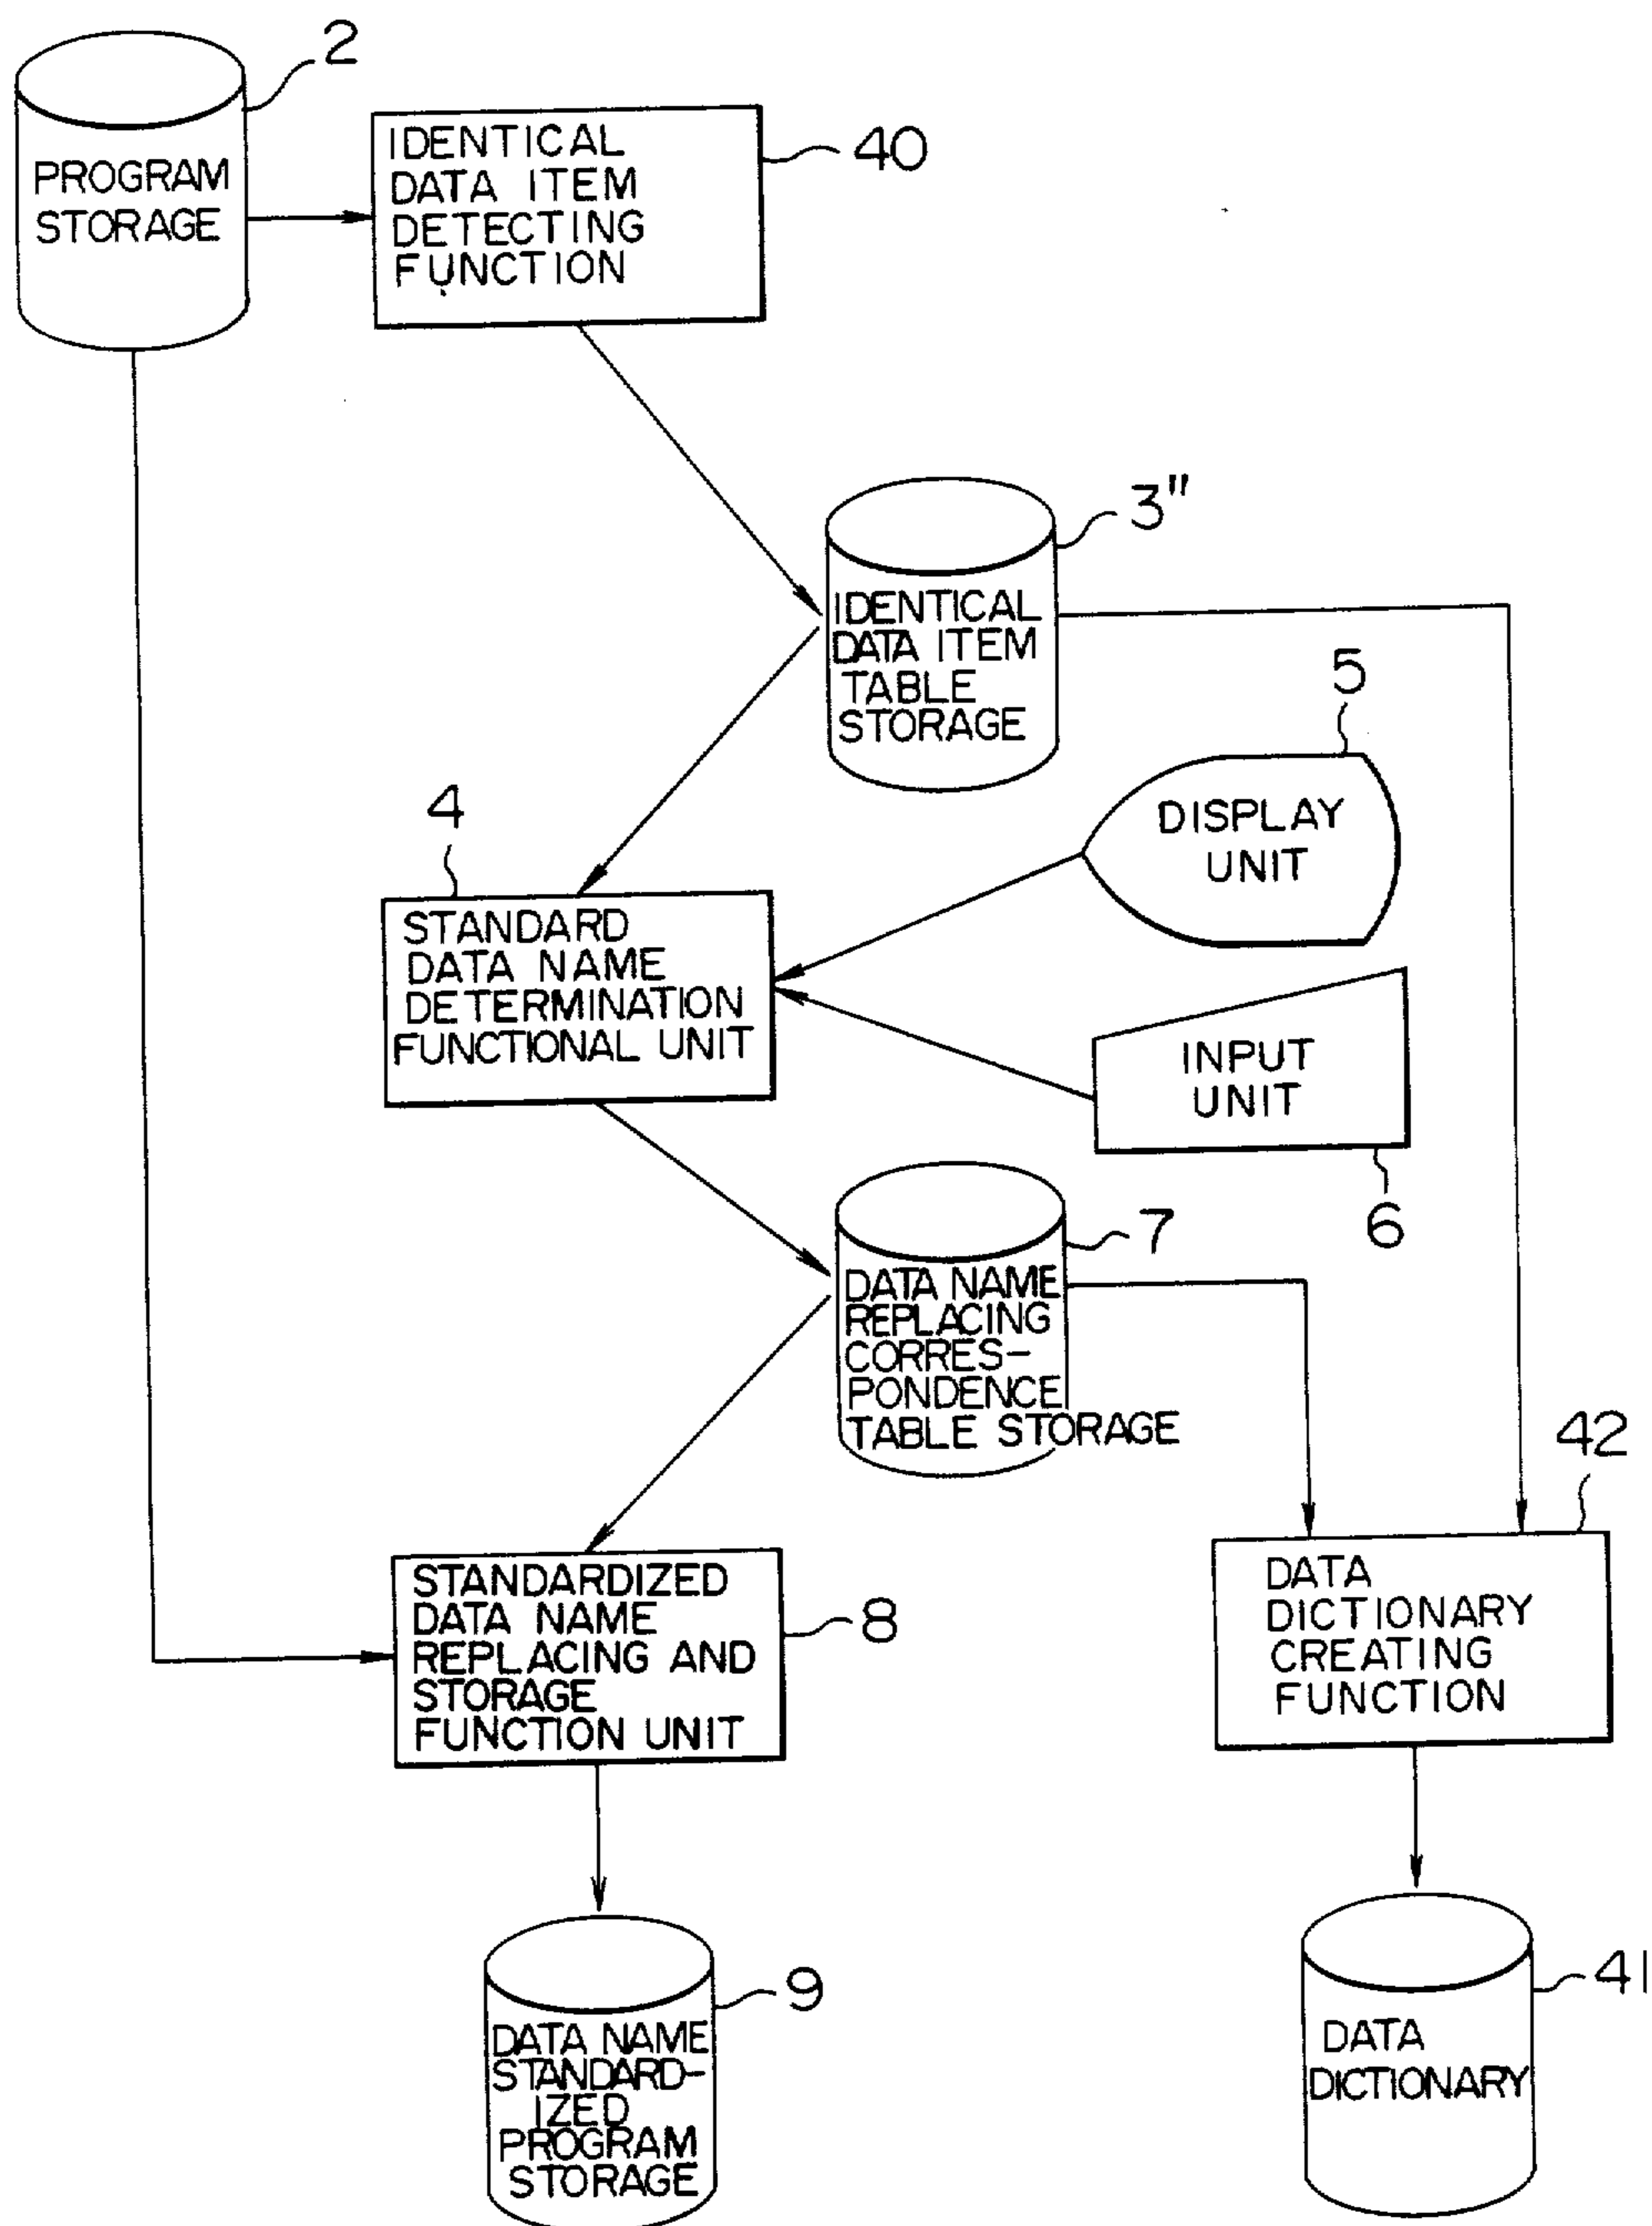 2
PROGRAM
STORAGE
IDENTICAL
DATA ITEM
DETECTING
FUNCTION
40
3"
IDENTICAL
DATA ITEM
TABLE
STORAGE
5
DISPLAY
UNIT
4
STANDARD
DATA NAME
DETERMINATION
FUNCTIONAL UNIT
INPUT
UNIT
6
7
DATA NAME
REPLACING
CORRES-
PONDENCE
TABLE STORAGE
42
STANDARDIZED
DATA NAME
REPLACING AND
STORAGE
FUNCTION UNIT
8
DATA
DICTIONARY
CREATING
FUNCTION
9
DATA NAME
STANDARD-
IZED
PROGRAM
STORAGE
41
DATA
DICTIONARY